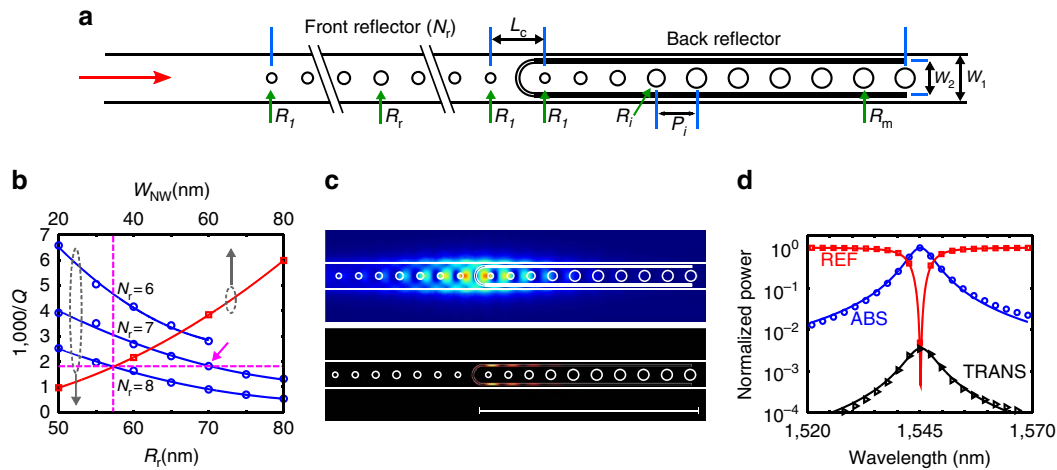 a
Front reflector (Nr)
Lc
Back reflector
W2
W1
R1
Rr
R1
R1
Ri
Pi
Rm
b
WNW(nm)
20 40 60 80
7
6
5
4
3
2
1
0
1,000/Q
Nr=6
Nr=7
Nr=8
50 60 70 80
Rr(nm)
c
d
Normalized power
10^0
10^-1
10^-2
10^-3
10^-4
REF
ABS
TRANS
1,520 1,545 1,570
Wavelength (nm)